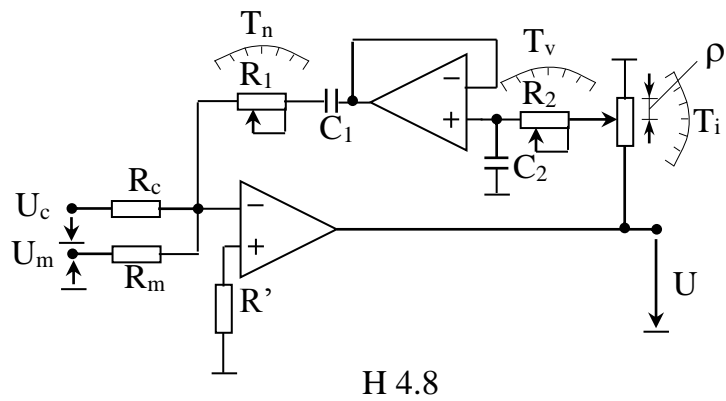 Tn
R1
C1
Tv
R2
C2
ρ
Ti
−
+
Uc
Rc
Um
Rm
−
+
R’
U
H 4.8